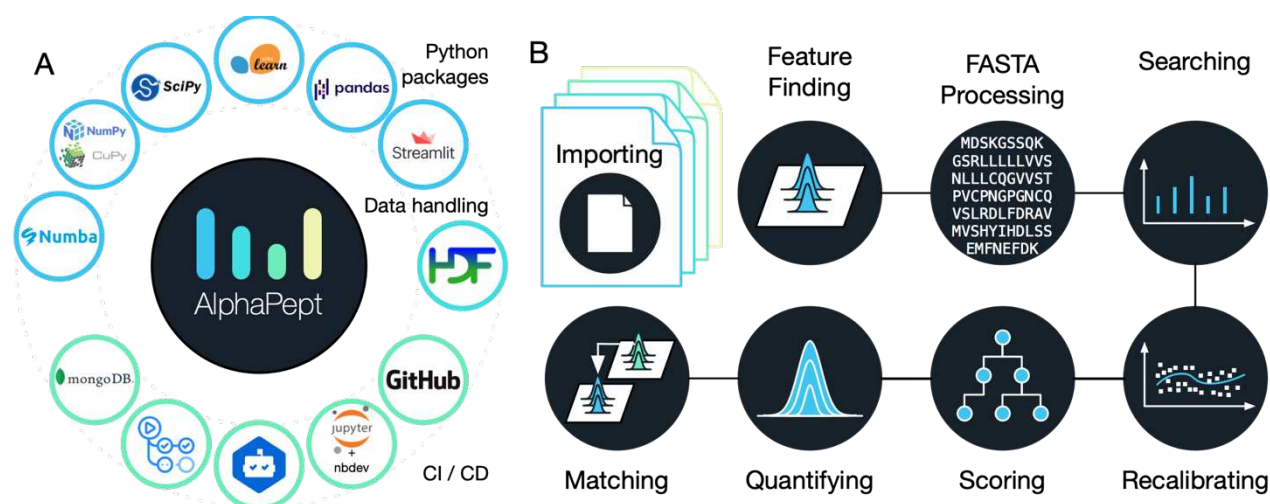 A
Python
packages
learn
SciPy
pandas
NumPy
CuPy
Streamlit
Data handling
Numba
HDF
AlphaPept
mongoDB.
GitHub
jupyter
+
nbdev
CI / CD
B
Feature
Finding
FASTA
Processing
Searching
Importing
MDSKGSSQK
GSRLLLLLVVS
NLLLCQGVVST
PVCPNGPGNCQ
VSLRDLFDRAV
MVSHYIHDLSS
EMFNEFDK
Matching
Quantifying
Scoring
Recalibrating